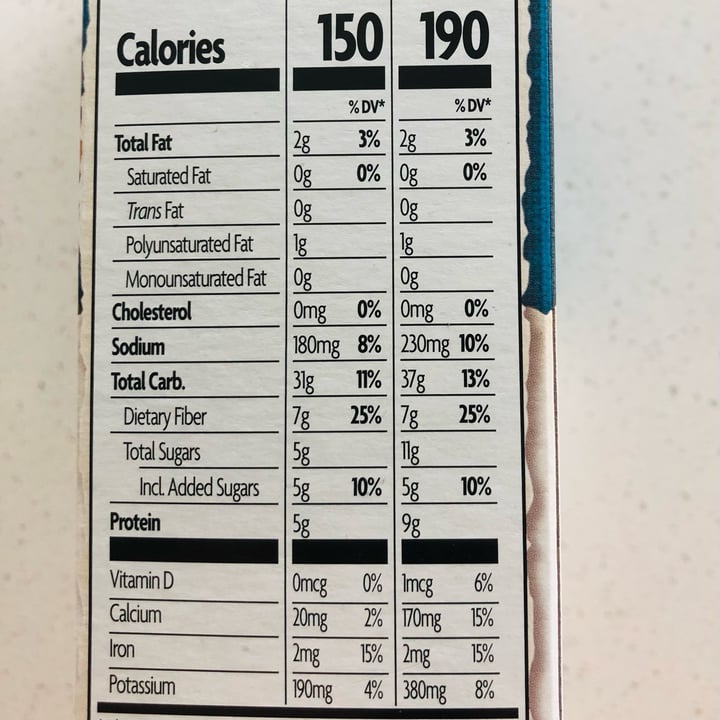 Calories 150 190
% DV* % DV*
Total Fat 2g 3% 2g 3%
Saturated Fat 0g 0% 0g 0%
Trans Fat 0g 0g
Polyunsaturated Fat 1g 1g
Monounsaturated Fat 0g 0g
Cholesterol 0mg 0% 0mg 0%
Sodium 180mg 8% 230mg 10%
Total Carb. 31g 11% 37g 13%
Dietary Fiber 7g 25% 7g 25%
Total Sugars 5g 11g
Incl. Added Sugars 5g 10% 5g 10%
Protein 5g 9g
Vitamin D 0mcg 0% 1mcg 6%
Calcium 20mg 2% 170mg 15%
Iron 2mg 15% 2mg 15%
Potassium 190mg 4% 380mg 8%